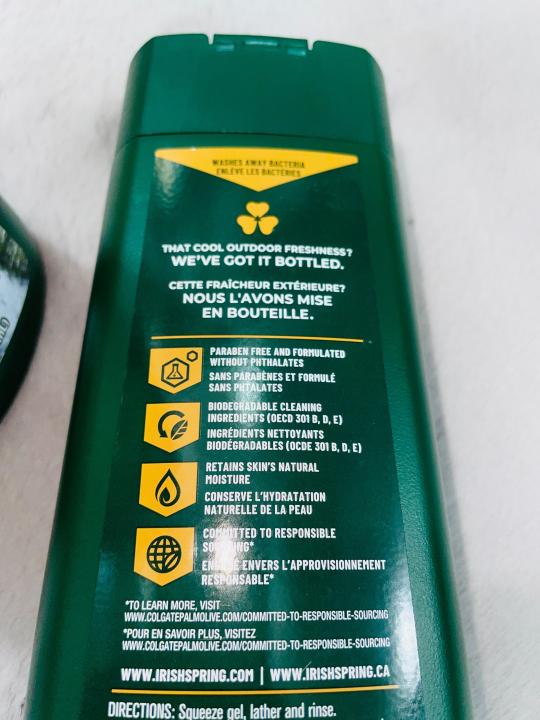 WASHES AWAY BACTERIA
ENLÈVE LES BACTÉRIES
THAT COOL OUTDOOR FRESHNESS?
WE'VE GOT IT BOTTLED.
CETTE FRAÎCHEUR EXTÉRIEURE?
NOUS L'AVONS MISE
EN BOUTEILLE.
PARABEN FREE AND FORMULATED
WITHOUT PHTHALATES
SANS PARABÈNES ET FORMULÉ
SANS PHTALATES
BIODEGRADABLE CLEANING
INGREDIENTS (OECD 301 B, D, E)
INGRÉDIENTS NETTOYANTS
BIODÉGRADABLES (OCDE 301 B, D, E)
RETAINS SKIN'S NATURAL
MOISTURE
CONSERVE L'HYDRATATION
NATURELLE DE LA PEAU
COMMITTED TO RESPONSIBLE
SOURCING*
ENGAGÉ ENVERS L'APPROVISIONNEMENT
RESPONSABLE*
*TO LEARN MORE, VISIT
WWW.COLGATEPALMOLIVE.COM/COMMITTED-TO-RESPONSIBLE-SOURCING
*POUR EN SAVOIR PLUS, VISITEZ
WWW.COLGATEPALMOLIVE.COM/COMMITTED-TO-RESPONSIBLE-SOURCING
WWW.IRISHSPRING.COM | WWW.IRISHSPRING.CA
DIRECTIONS: Squeeze gel, lather and rinse.